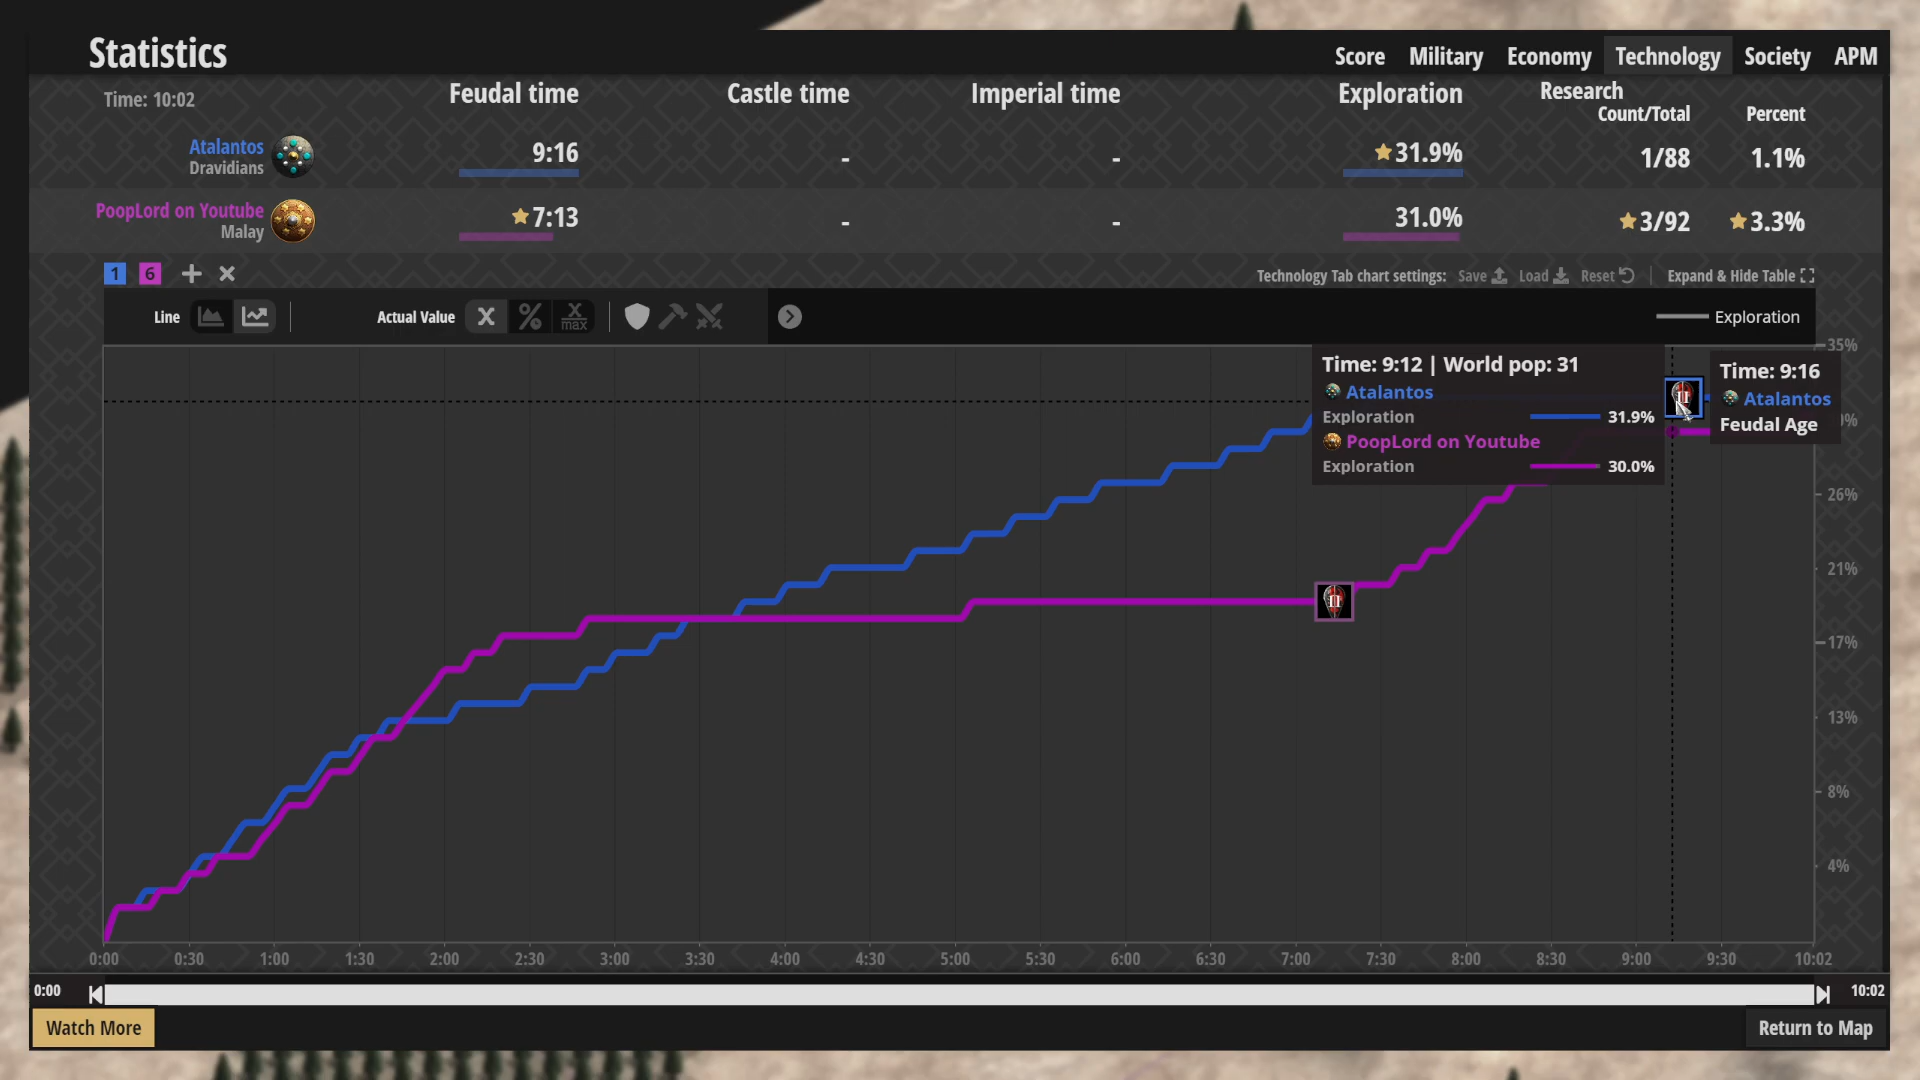 Statistics
Score Military Economy Technology Society APM
Time: 10:02
Feudal time Castle time Imperial time Exploration Research
Count/Total Percent
Atalantos
Dravidians
9:16 - - 31.9% 1/88 1.1%
PoopLord on Youtube
Malay
7:13 - - 31.0% 3/92 3.3%
1 6
Technology Tab chart settings: Save Load Reset | Expand & Hide Table
Line Actual Value X % X max
Exploration
Time: 9:12 | World pop: 31
Atalantos
Exploration 31.9%
PoopLord on Youtube
Exploration 30.0%
Time: 9:16
Atalantos
Feudal Age
II
II
35%
26%
21%
17%
13%
8%
4%
0:00 0:30 1:00 1:30 2:00 2:30 3:00 3:30 4:00 4:30 5:00 5:30 6:00 6:30 7:00 7:30 8:00 8:30 9:00 9:30 10:02
0:00 10:02
Watch More Return to Map